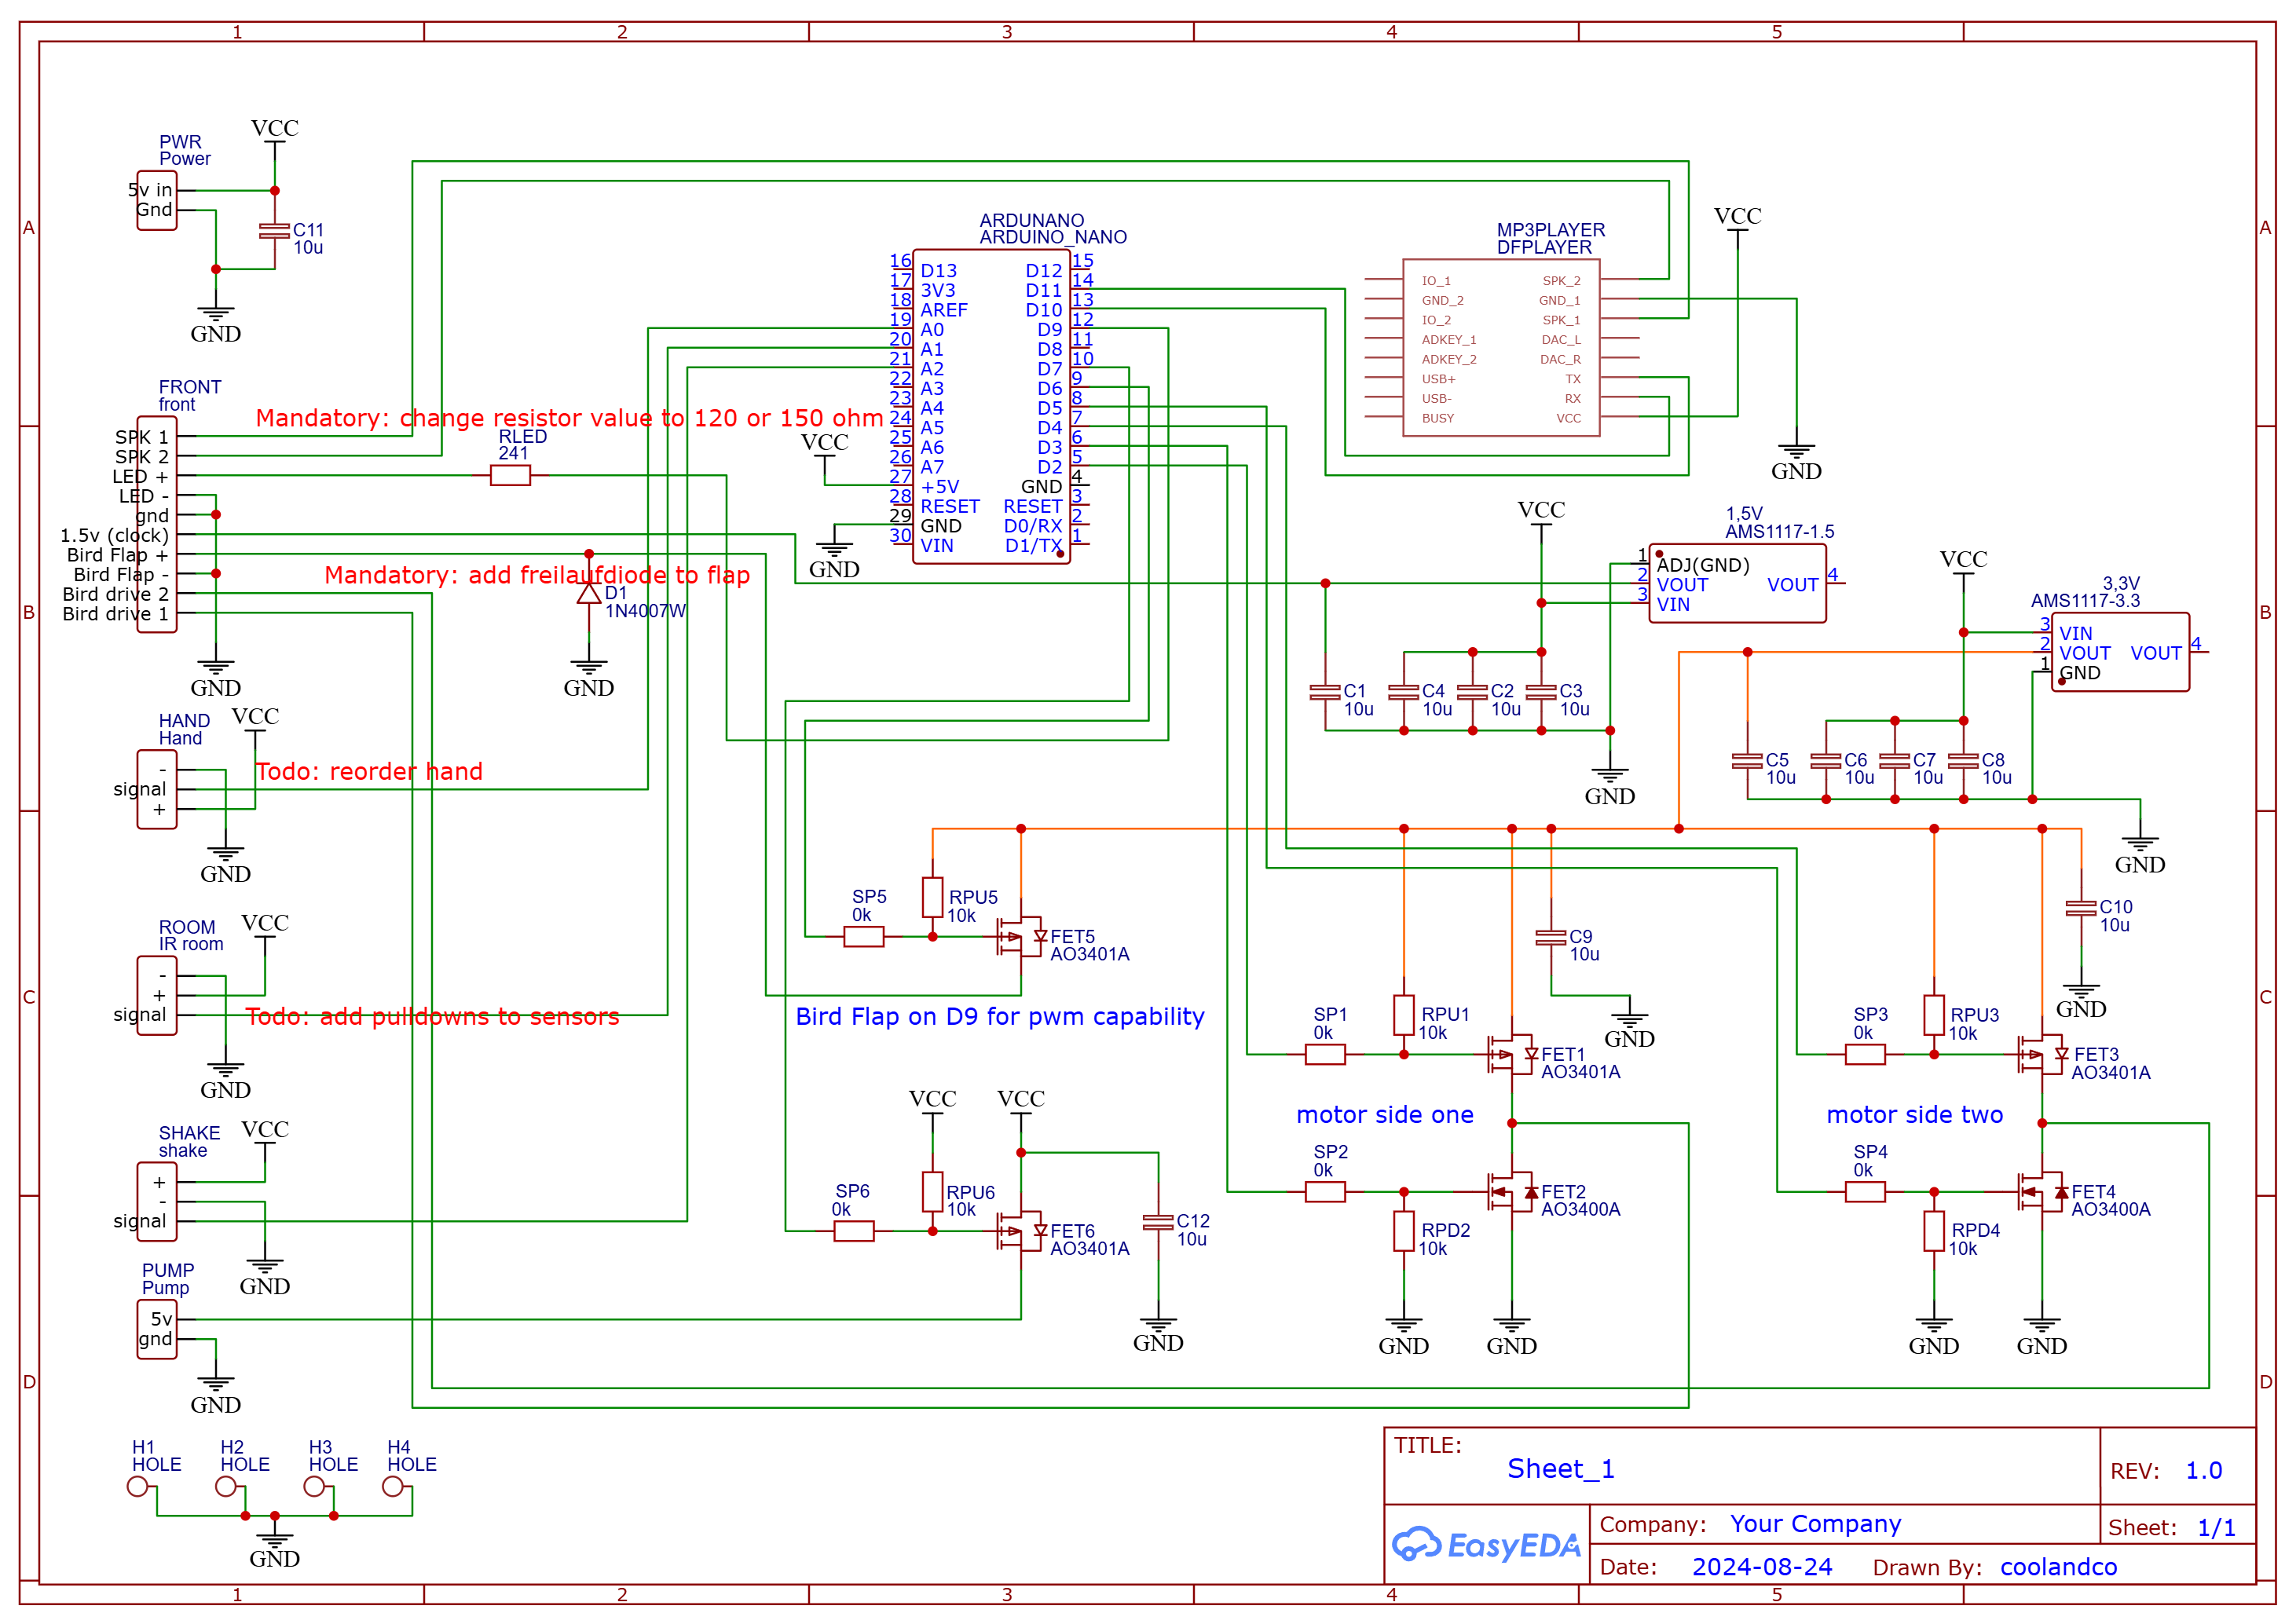 1 2 3 4 5
A
B
C
D
A
B
C
D
PWR
Power
VCC
5v in
Gnd
C11
10u
GND
FRONT
front
SPK 1
SPK 2
LED +
LED -
gnd
1.5v (clock)
Bird Flap +
Bird Flap -
Bird drive 2
Bird drive 1
GND
Mandatory: change resistor value to 120 or 150 ohm
RLED
241
Mandatory: add freilaufdiode to flap
D1
1N4007W
GND
HAND
Hand
VCC
-
signal
+
GND
Todo: reorder hand
ROOM
IR room
VCC
-
+
signal
GND
Todo: add pulldowns to sensors
SHAKE
shake
VCC
+
-
signal
GND
PUMP
Pump
5v
gnd
GND
H1
HOLE
H2
HOLE
H3
HOLE
H4
HOLE
GND
ARDUNANO
ARDUINO_NANO
16 D13
17 3V3
18 AREF
19 A0
20 A1
21 A2
22 A3
23 A4
24 A5
25 A6
26 A7
27 +5V
28 RESET
29 GND
30 VIN
D12 15
D11 14
D10 13
D9 12
D8 11
D7 10
D6 9
D5 8
D4 7
D3 6
D2 5
GND 4
RESET 3
D0/RX 2
D1/TX 1
VCC
GND
MP3PLAYER
DFPLAYER
IO_1
GND_2
IO_2
ADKEY_1
ADKEY_2
USB+
USB-
BUSY
SPK_2
GND_1
SPK_1
DAC_L
DAC_R
TX
RX
VCC
VCC
GND
VCC
1,5V
AMS1117-1.5
1 ADJ(GND)
2 VOUT
3 VIN
VOUT 4
C1
10u
C4
10u
C2
10u
C3
10u
GND
VCC
3,3V
AMS1117-3.3
3 VIN
2 VOUT
1 GND
VOUT 4
C5
10u
C6
10u
C7
10u
C8
10u
GND
SP5
0k
RPU5
10k
FET5
AO3401A
Bird Flap on D9 for pwm capability
VCC
VCC
SP6
0k
RPU6
10k
FET6
AO3401A
C12
10u
GND
SP1
0k
RPU1
10k
FET1
AO3401A
C9
10u
GND
motor side one
SP2
0k
RPD2
10k
FET2
AO3400A
GND
GND
SP3
0k
RPU3
10k
FET3
AO3401A
C10
10u
GND
motor side two
SP4
0k
RPD4
10k
FET4
AO3400A
GND
GND
TITLE:
Sheet_1
REV: 1.0
EasyEDA
Company: Your Company
Sheet: 1/1
Date: 2024-08-24 Drawn By: coolandco
1 2 3 4 5